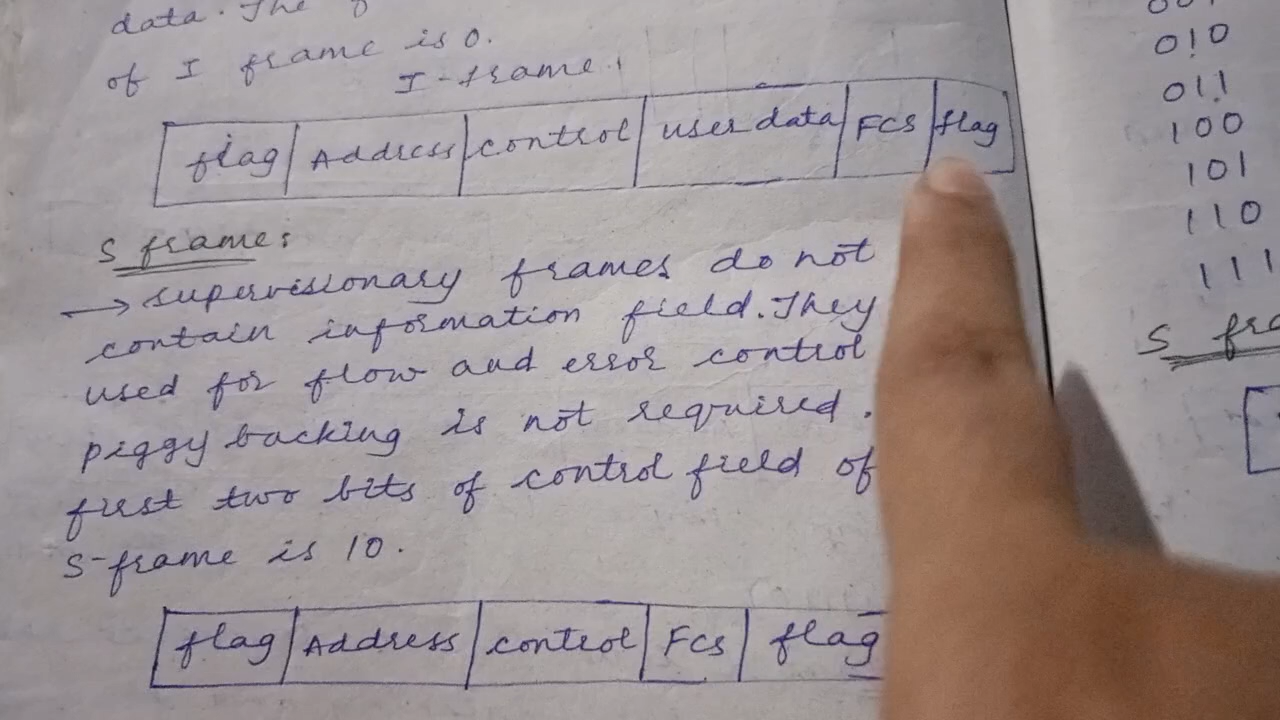 data. The
of I frame is 0.
I-frame.
flag Address control user data FCS flag
S frame:
→ supervisionary frames do not
contain information field. They
used for flow and error control
piggy backing is not required.
first two bits of control field of
S-frame is 10.
flag Address control FCS flag
010
011
100
101
110
111
S